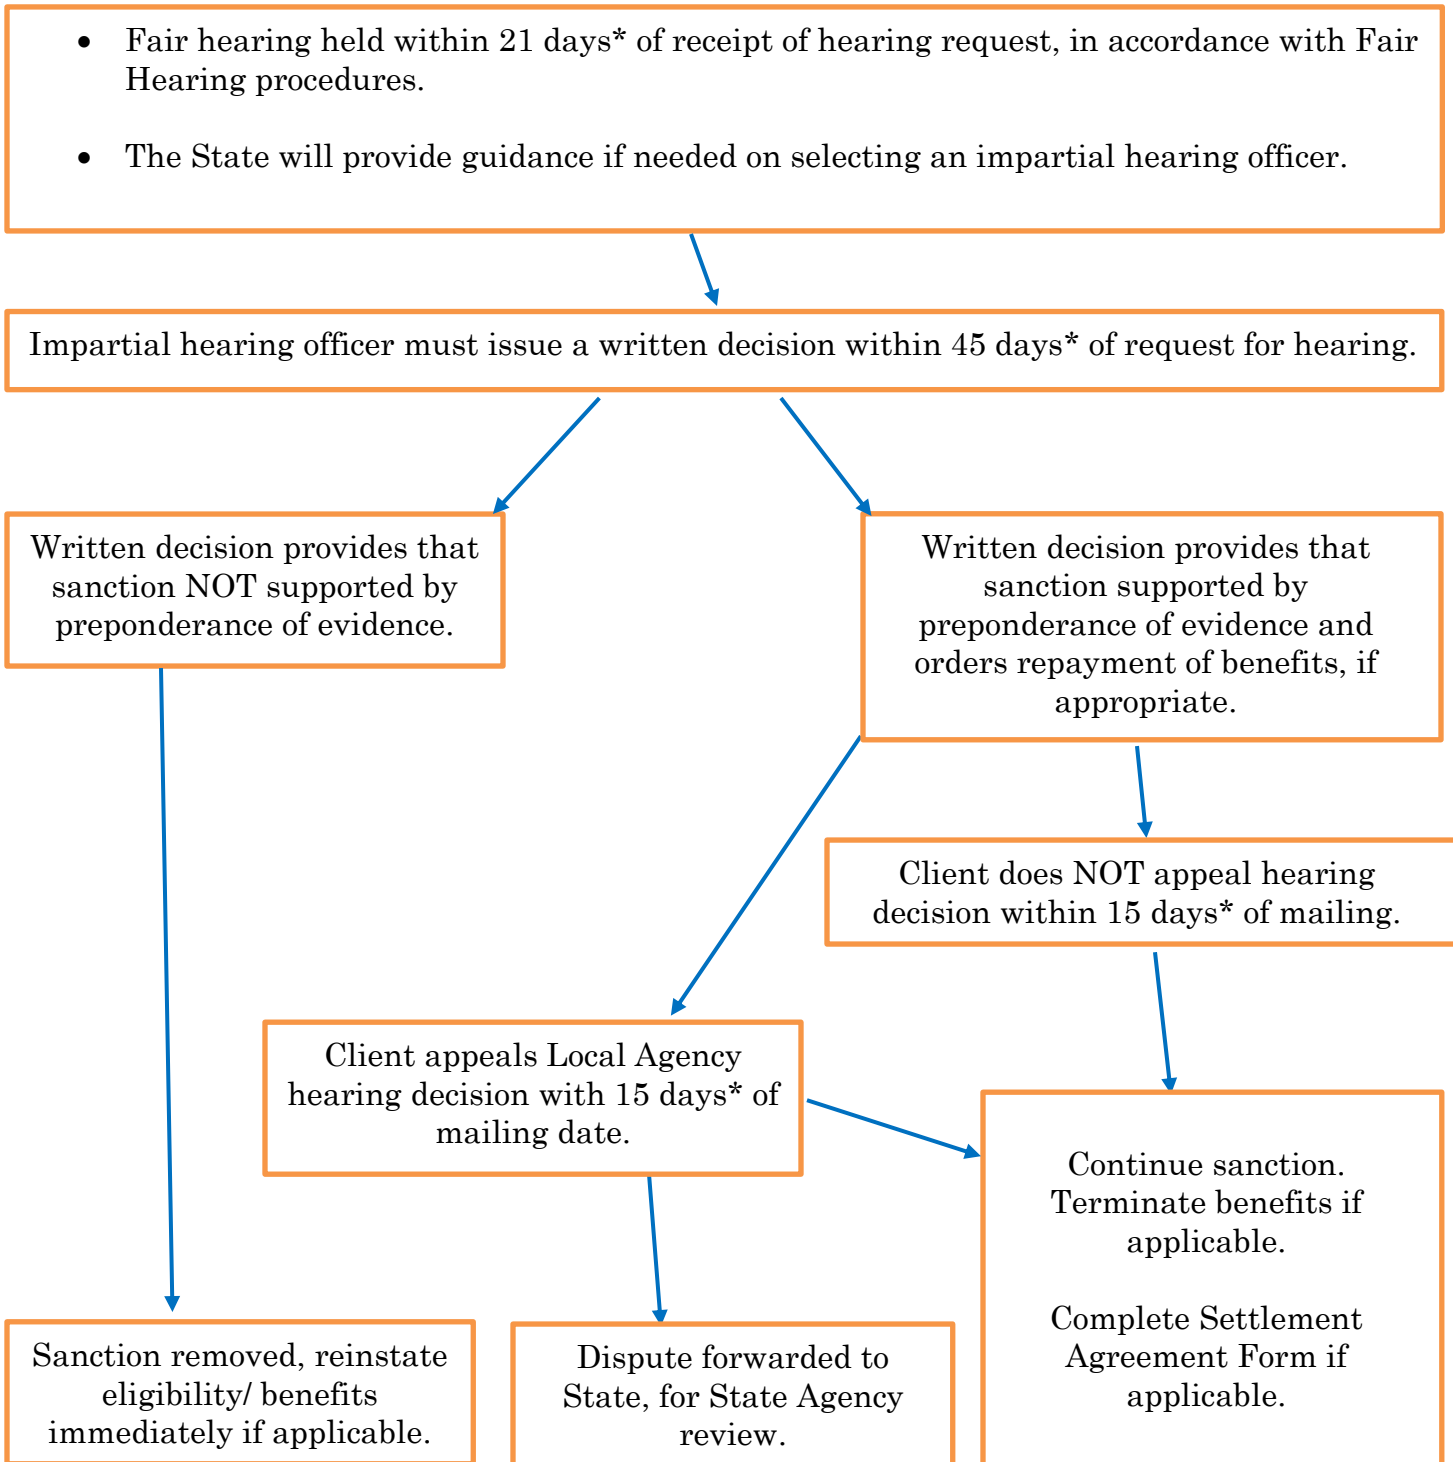 • Fair hearing held within 21 days* of receipt of hearing request, in accordance with Fair
Hearing procedures.
• The State will provide guidance if needed on selecting an impartial hearing officer.
Impartial hearing officer must issue a written decision within 45 days* of request for hearing.
Written decision provides that
sanction NOT supported by
preponderance of evidence.
Written decision provides that
sanction supported by
preponderance of evidence and
orders repayment of benefits, if
appropriate.
Client does NOT appeal hearing
decision within 15 days* of mailing.
Client appeals Local Agency
hearing decision with 15 days* of
mailing date.
Continue sanction.
Terminate benefits if
applicable.
Complete Settlement
Agreement Form if
applicable.
Sanction removed, reinstate
eligibility/ benefits
immediately if applicable.
Dispute forwarded to
State, for State Agency
review.